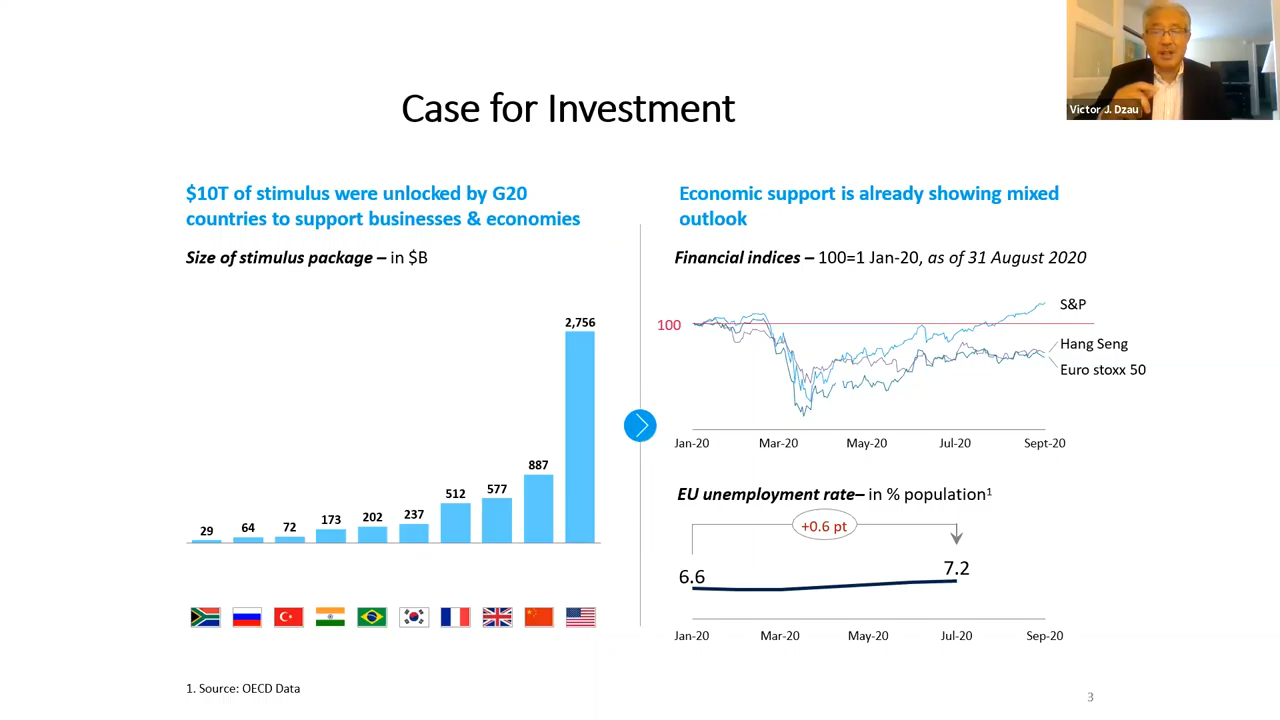 Victor J. Dzau
Case for Investment
$10T of stimulus were unlocked by G20
countries to support businesses & economies
Size of stimulus package – in $B
2,756
887
577
512
237
202
173
72
64
29
Economic support is already showing mixed
outlook
Financial indices – 100=1 Jan-20, as of 31 August 2020
S&P
100
Hang Seng
Euro stoxx 50
Jan-20 Mar-20 May-20 Jul-20 Sept-20
EU unemployment rate– in % population¹
+0.6 pt
6.6
7.2
Jan-20 Mar-20 May-20 Jul-20 Sep-20
1. Source: OECD Data
3